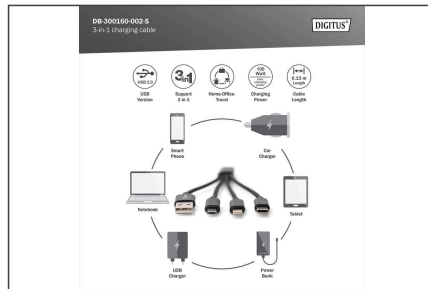 DB-300160-002-S
3-in-1 charging cable
DIGITUS
USB 2.0
3in1
100
Watt
0.15 m
Length
USB
Version
Support
3 in 1
Home-Office-
Travel
Charging
Power
Cable
Length
Smart
Phone
Car
Charger
Notebook
Tablet
USB
Charger
Power
Bank